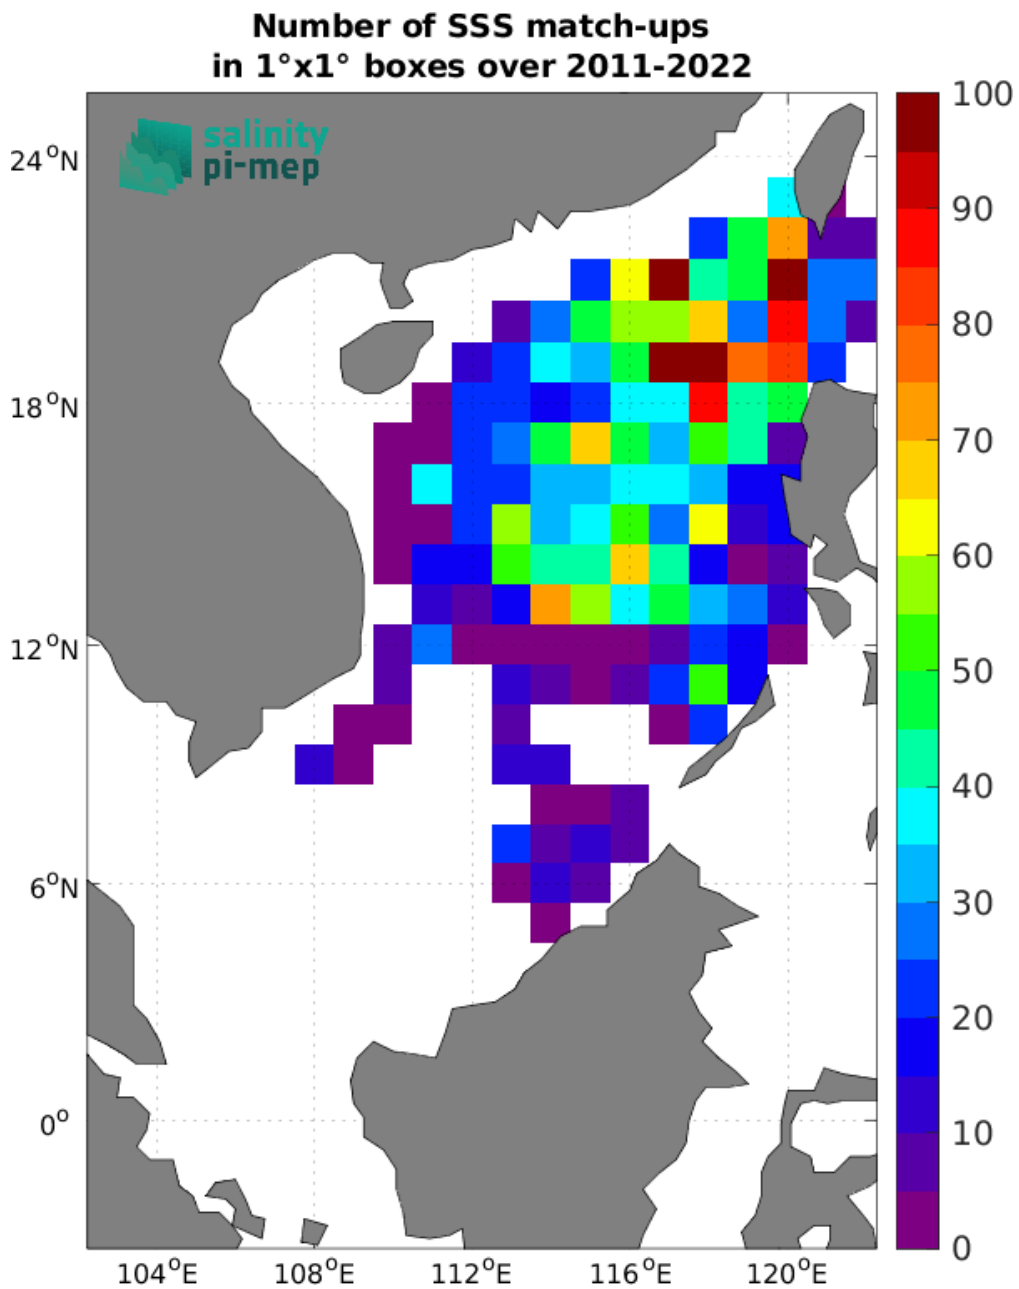 Number of SSS match-ups
in 1°x1° boxes over 2011-2022
salinity
pi-mep
24°N
18°N
12°N
6°N
0°
104°E
108°E
112°E
116°E
120°E
100
90
80
70
60
50
40
30
20
10
0